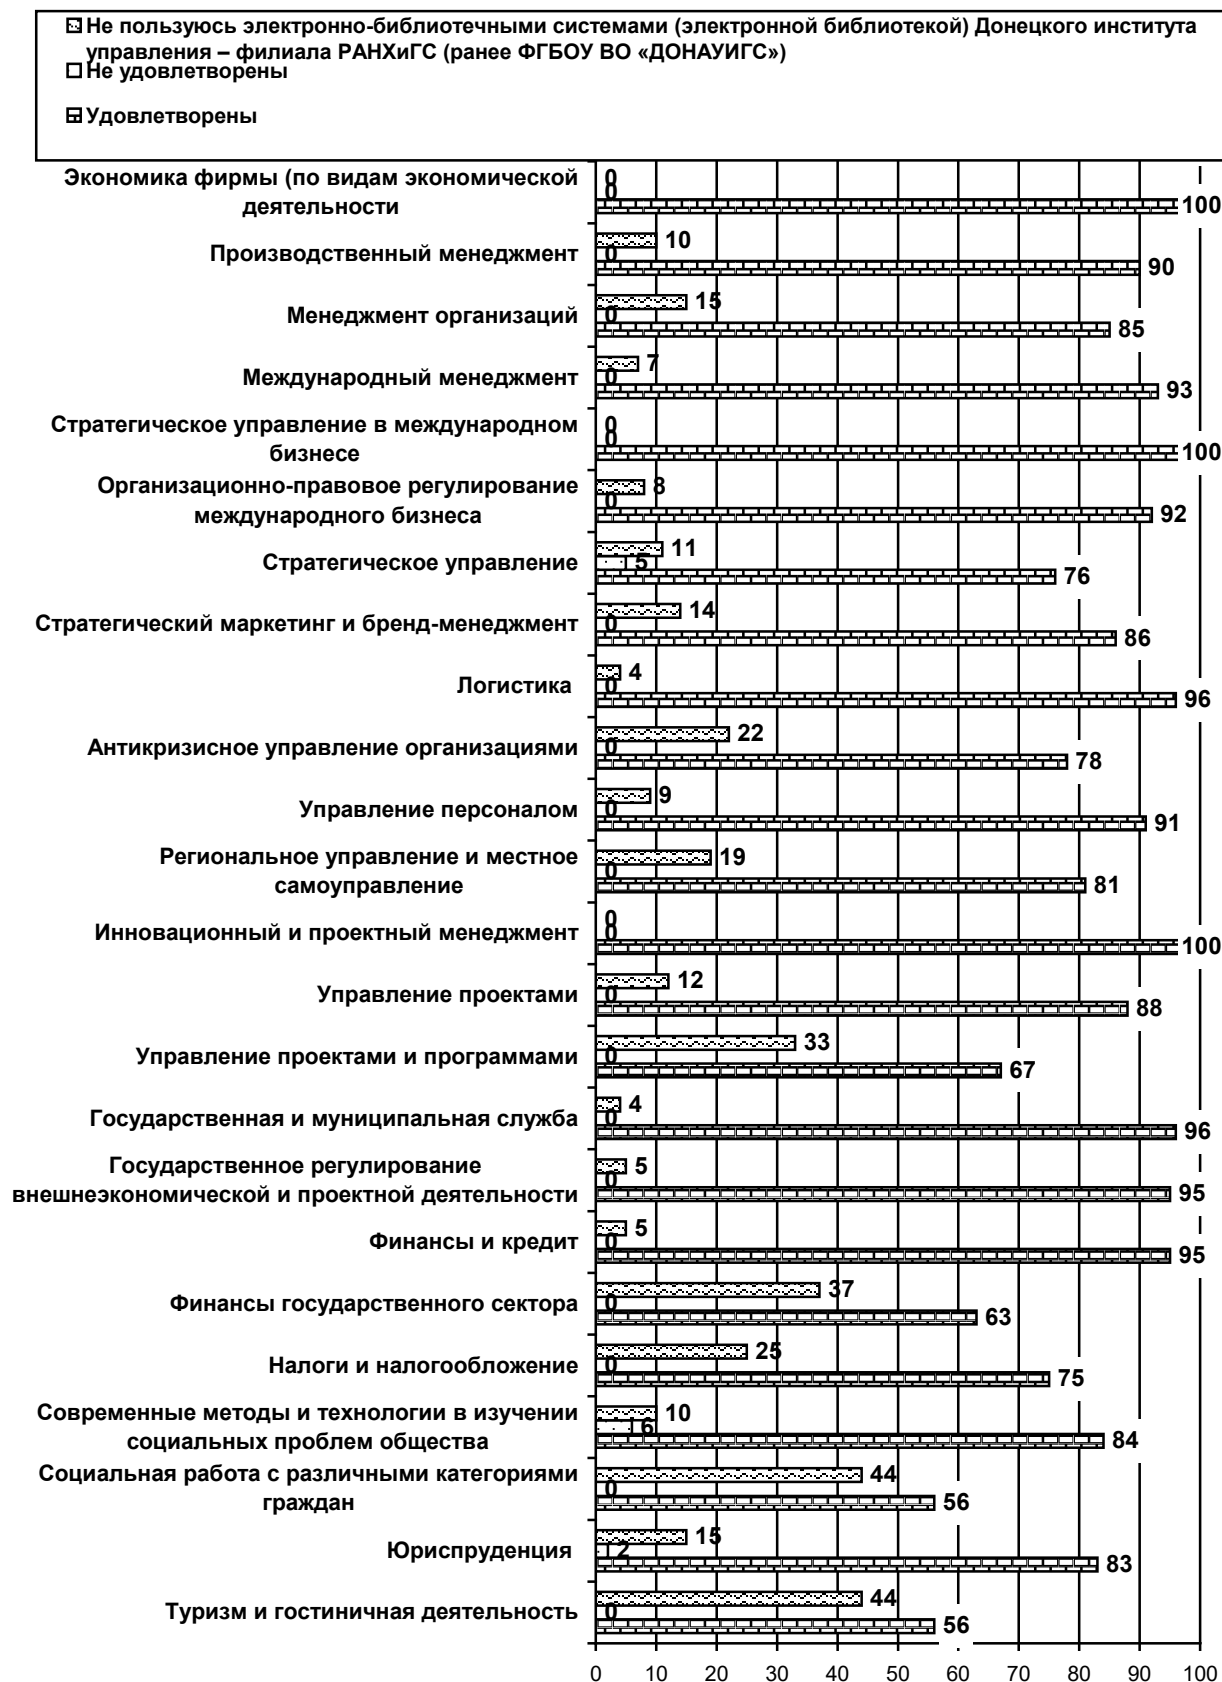 Не пользуюсь электронно-библиотечными системами (электронной библиотекой) Донецкого института
управления – филиала РАНХиГС (ранее ФГБОУ ВО «ДОНАУИГС»)
Не удовлетворены
Удовлетворены
Экономика фирмы (по видам экономической
деятельности
0
0
100
Производственный менеджмент
10
0
90
Менеджмент организаций
15
0
85
Международный менеджмент
7
0
93
Стратегическое управление в международном
бизнесе
0
0
100
Организационно-правовое регулирование
международного бизнеса
8
0
92
Стратегическое управление
11
5
76
Стратегический маркетинг и бренд-менеджмент
14
0
86
Логистика
4
0
96
Антикризисное управление организациями
22
0
78
Управление персоналом
9
0
91
Региональное управление и местное
самоуправление
19
0
81
Инновационный и проектный менеджмент
0
0
100
Управление проектами
12
0
88
Управление проектами и программами
33
0
67
Государственная и муниципальная служба
4
0
96
Государственное регулирование
внешнеэкономической и проектной деятельности
5
0
95
Финансы и кредит
5
0
95
Финансы государственного сектора
37
0
63
Налоги и налогообложение
25
0
75
Современные методы и технологии в изучении
социальных проблем общества
10
6
84
Социальная работа с различными категориями
граждан
44
0
56
Юриспруденция
15
2
83
Туризм и гостиничная деятельность
44
0
56
0 10 20 30 40 50 60 70 80 90 100